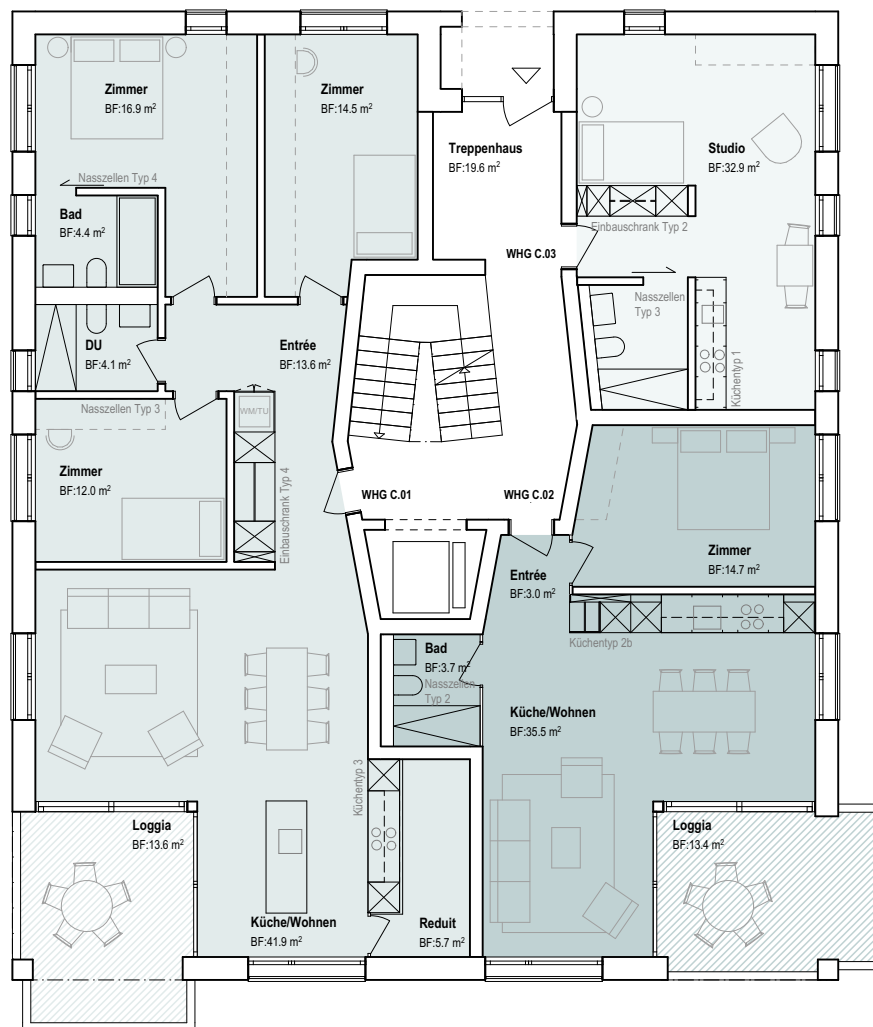 Zimmer
BF:16.9 m²
Zimmer
BF:14.5 m²
Treppenhaus
BF:19.6 m²
Studio
BF:32.9 m²
Nasszellen Typ 4
Bad
BF:4.4 m²
Einbauschrank Typ 2
WHG C.03
Nasszellen
Typ 3
Küchentyp 1
DU
BF:4.1 m²
Entrée
BF:13.6 m²
Nasszellen Typ 3
WM/TU
Zimmer
BF:12.0 m²
Einbauschrank Typ 4
WHG C.01
WHG C.02
Zimmer
BF:14.7 m²
Entrée
BF:3.0 m²
Küchentyp 2b
Bad
BF:3.7 m²
Nasszellen
Typ 2
Küche/Wohnen
BF:35.5 m²
Küchentyp 3
Loggia
BF:13.6 m²
Loggia
BF:13.4 m²
Küche/Wohnen
BF:41.9 m²
Reduit
BF:5.7 m²